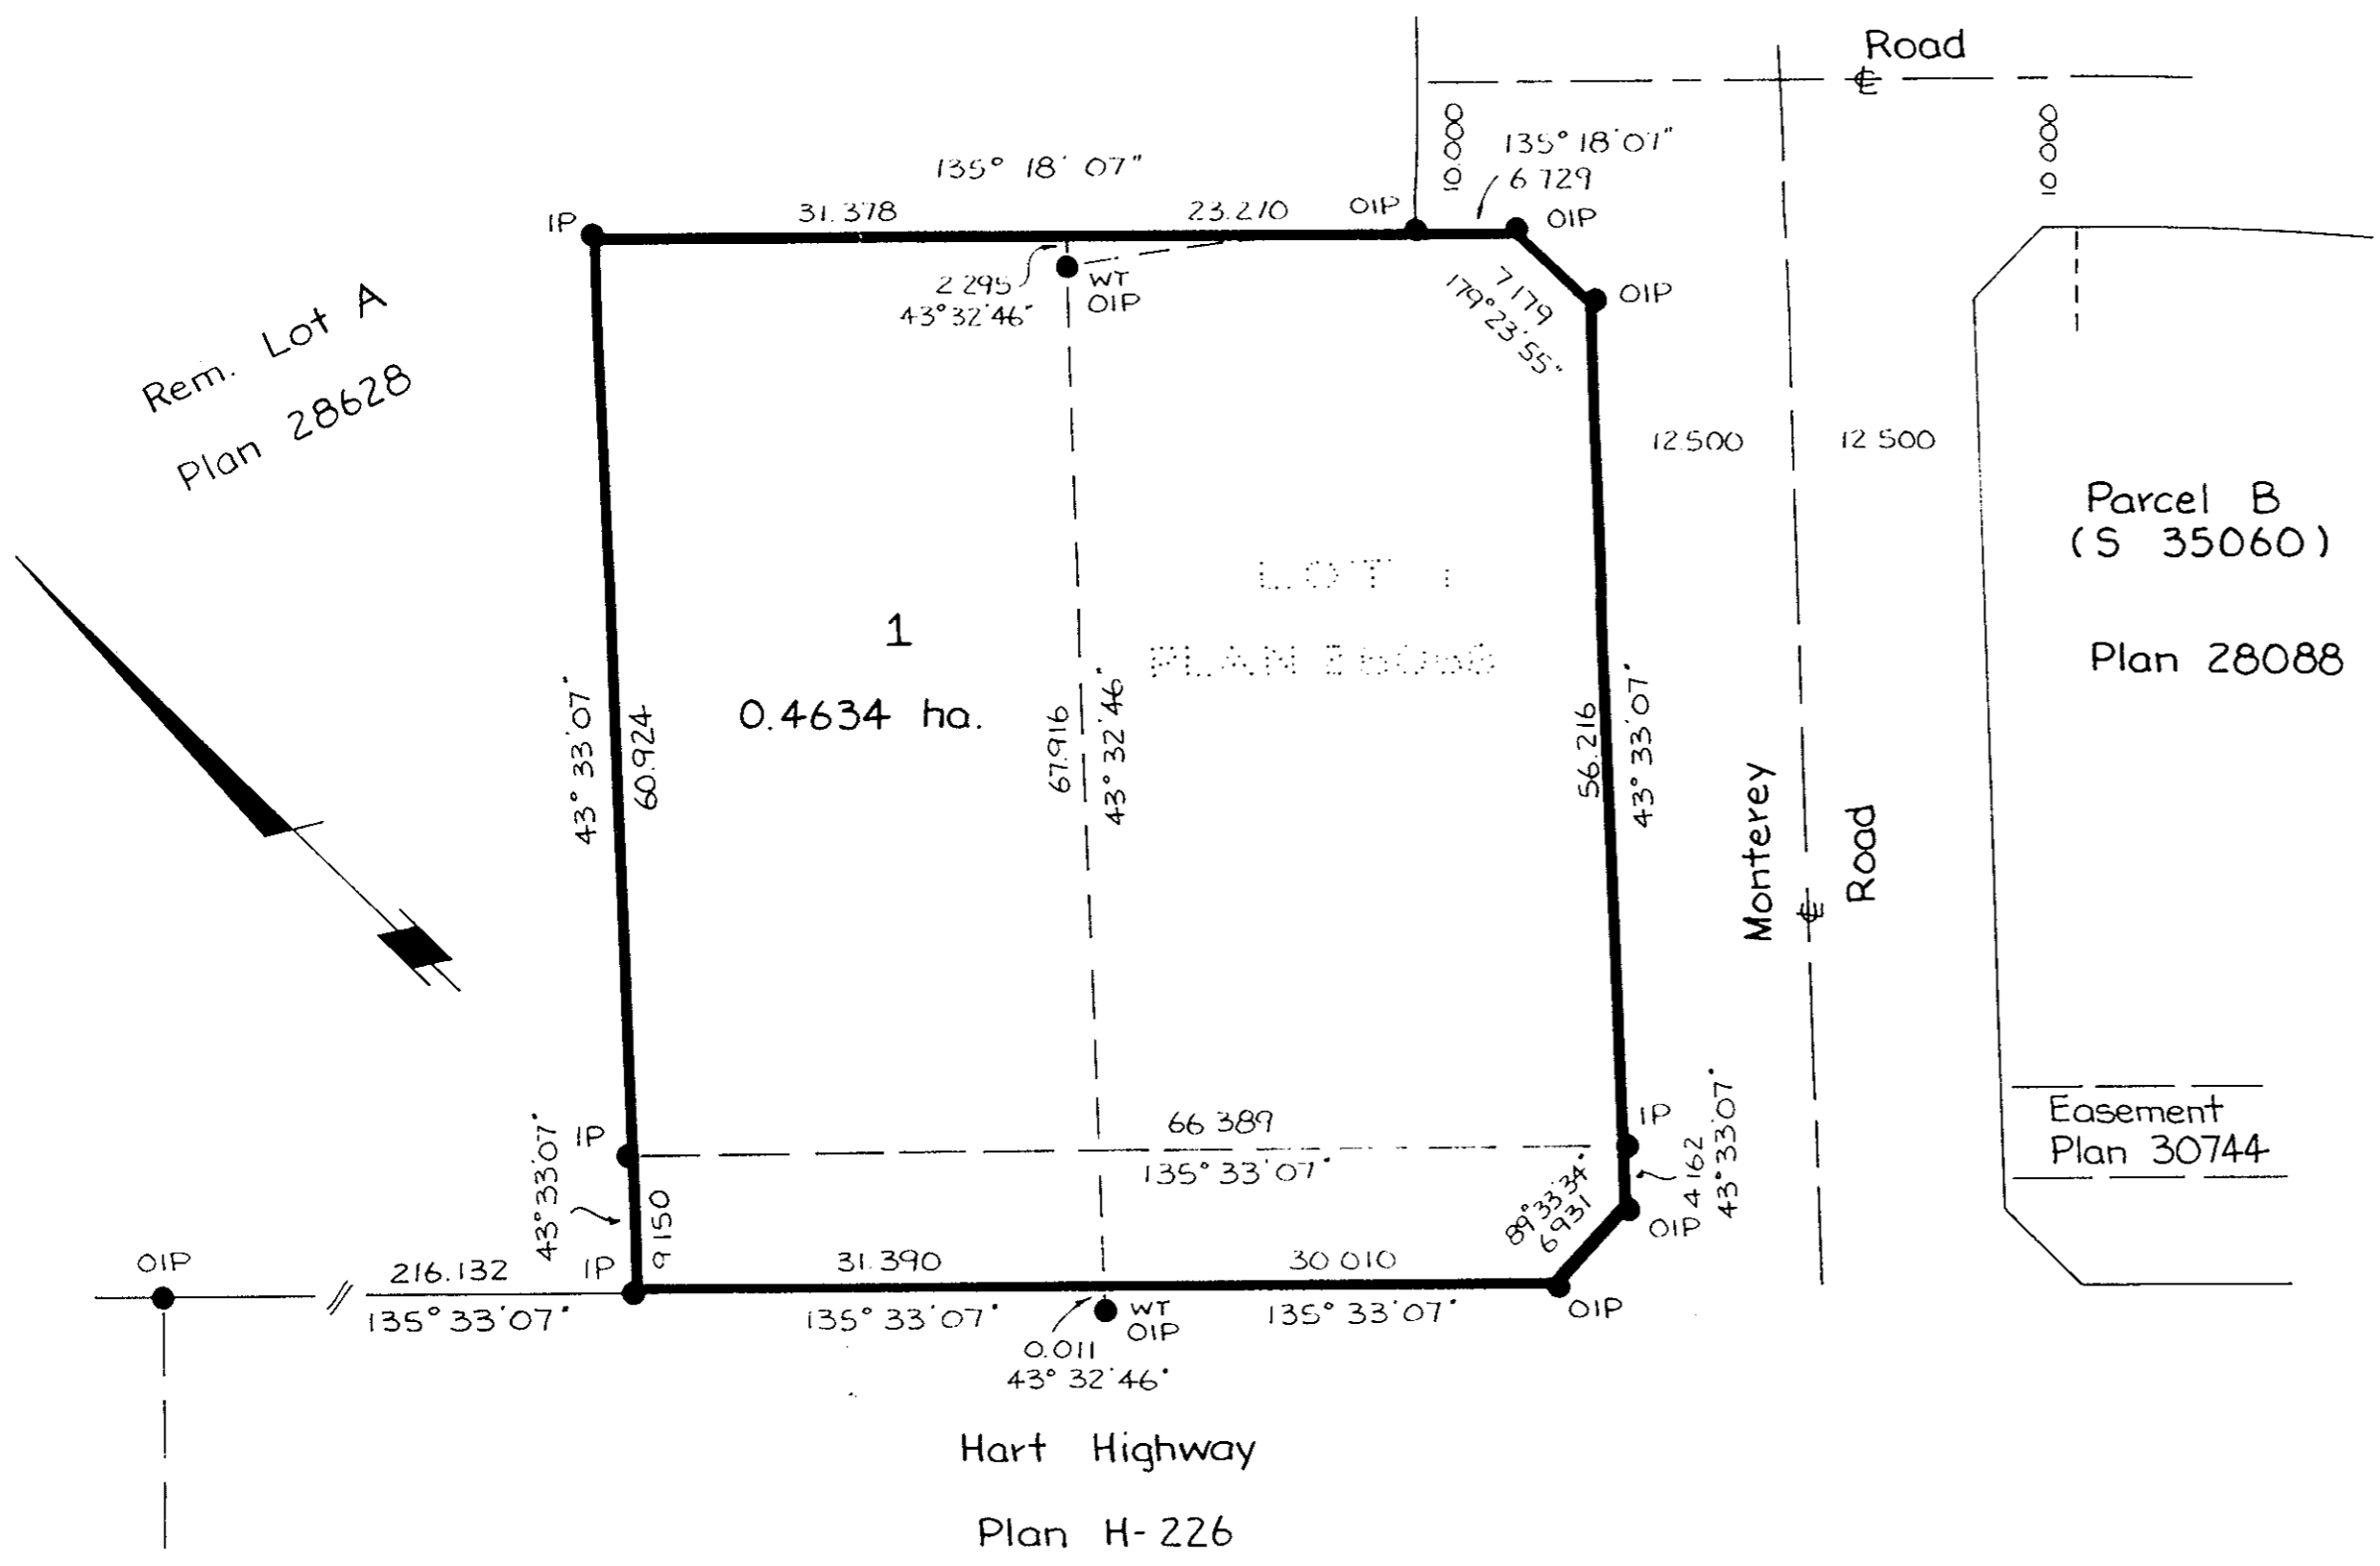 Road
℄
10.000
10 000
135° 18' 07"
135° 18' 07"
6 729
IP
31.378
23.210
OIP
OIP
2 295
43° 32' 46"
WT
OIP
7 179
179° 23' 55"
OIP
Rem. Lot A
Plan 28628
12.500
12 500
Parcel B
(S 35060)
Plan 28088
LOT 1
PLAN
1
0.4634 ha.
43° 33' 07"
60.924
67.916
43° 32' 46"
56.216
43° 33' 07"
Monterey
℄
Road
IP
43° 33' 07"
9 150
66 389
135° 33' 07"
IP
4 162
43° 33' 07"
89° 33' 34"
6 931
OIP
Easement
Plan 30744
OIP
216.132
135° 33' 07"
IP
31.390
135° 33' 07"
30 010
135° 33' 07"
OIP
WT
OIP
0.011
43° 32' 46"
Hart Highway
Plan H-226